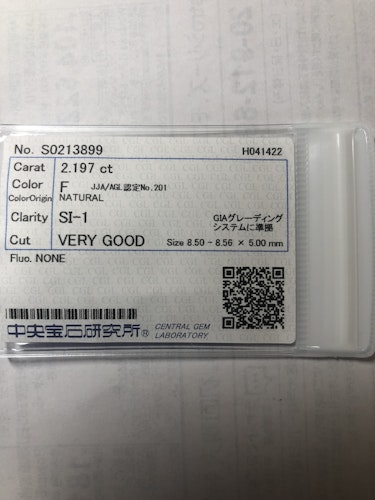 No. S0213899 H041422
Carat 2.197 ct
Color F JJA/AGL認定No.201
ColorOrigin NATURAL
Clarity SI-1 GIAグレーディング
システムに準拠
Cut VERY GOOD Size 8.50 - 8.56 × 5.00 mm
Fluo. NONE
中央宝石研究所® CENTRAL GEM
LABORATORY